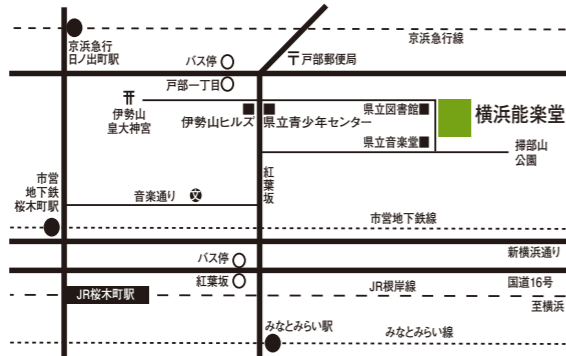 京浜急行線
京浜急行
日ノ出町駅
バス停
〒戸部郵便局
戸部一丁目
伊勢山
皇大神宮
伊勢山ヒルズ
県立青少年センター
県立図書館
横浜能楽堂
県立音楽堂
掃部山
公園
市営
地下鉄
桜木町駅
音楽通り
文
紅葉坂
市営地下鉄線
新横浜通り
バス停
紅葉坂
JR根岸線
国道16号
JR桜木町駅
至横浜
みなとみらい駅
みなとみらい線